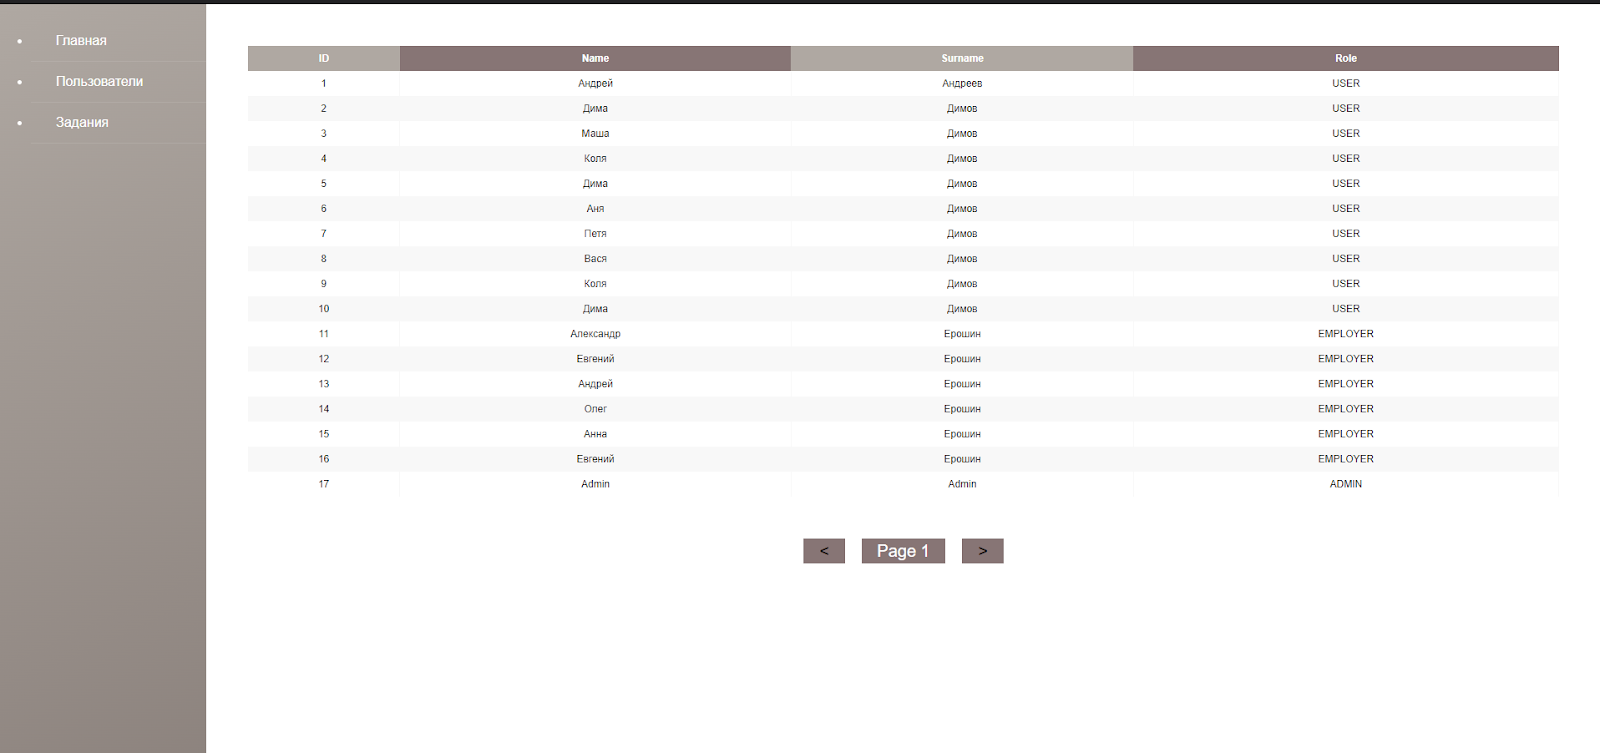 Главная
Пользователи
Задания
ID Name Surname Role
1 Андрей Андреев USER
2 Дима Димов USER
3 Маша Димов USER
4 Коля Димов USER
5 Дима Димов USER
6 Аня Димов USER
7 Петя Димов USER
8 Вася Димов USER
9 Коля Димов USER
10 Дима Димов USER
11 Александр Ерошин EMPLOYER
12 Евгений Ерошин EMPLOYER
13 Андрей Ерошин EMPLOYER
14 Олег Ерошин EMPLOYER
15 Анна Ерошин EMPLOYER
16 Евгений Ерошин EMPLOYER
17 Admin Admin ADMIN
< Page 1 >